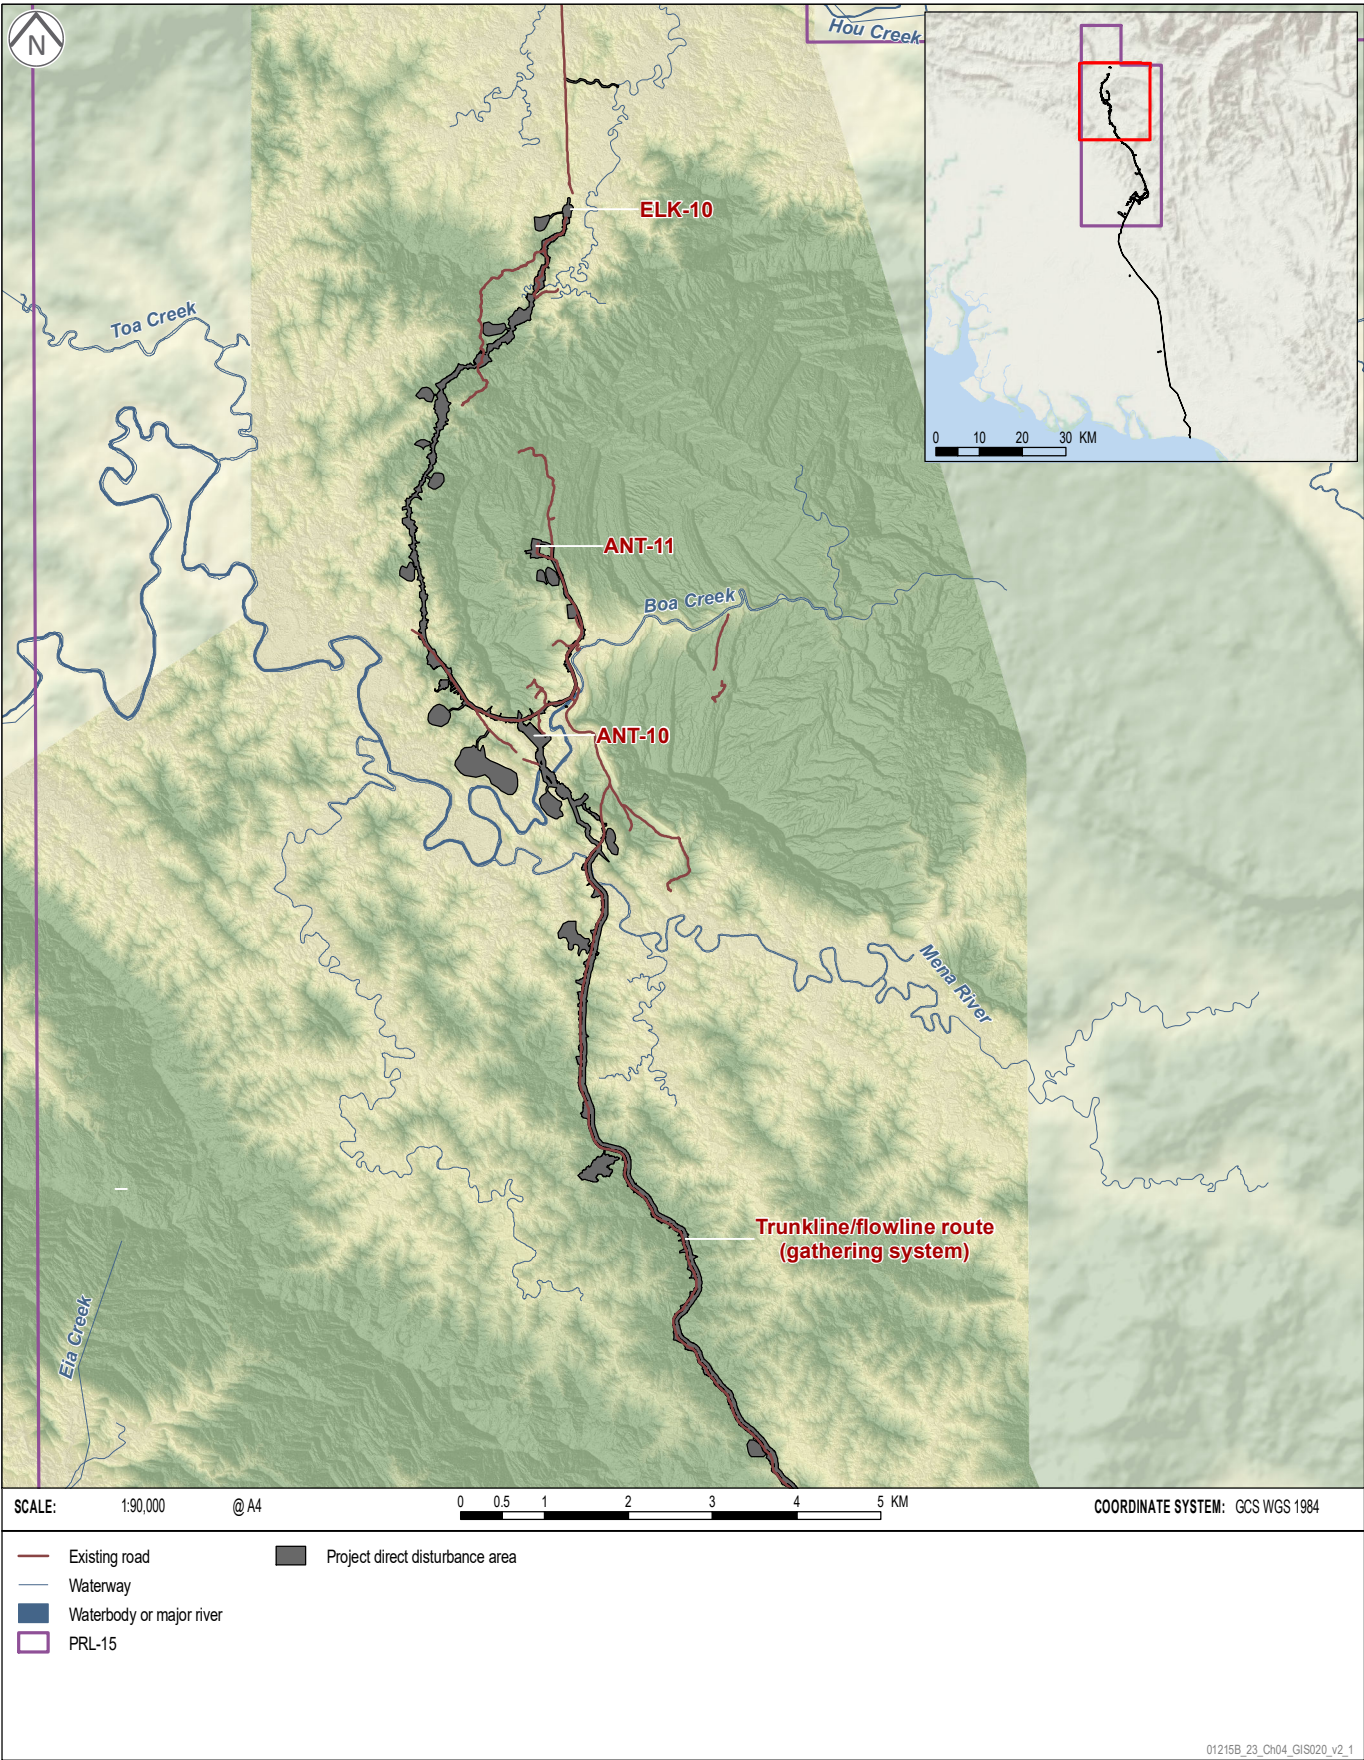 N
Hou Creek
0 10 20 30 KM
ELK-10
Toa Creek
ANT-11
Boa Creek
ANT-10
Mena River
Trunkline/flowline route
(gathering system)
Eia Creek
SCALE: 1:90,000 @ A4
0 0.5 1 2 3 4 5 KM
COORDINATE SYSTEM: GCS WGS 1984
Existing road
Project direct disturbance area
Waterway
Waterbody or major river
PRL-15
01215B_23_Ch04_GIS020_v2_1